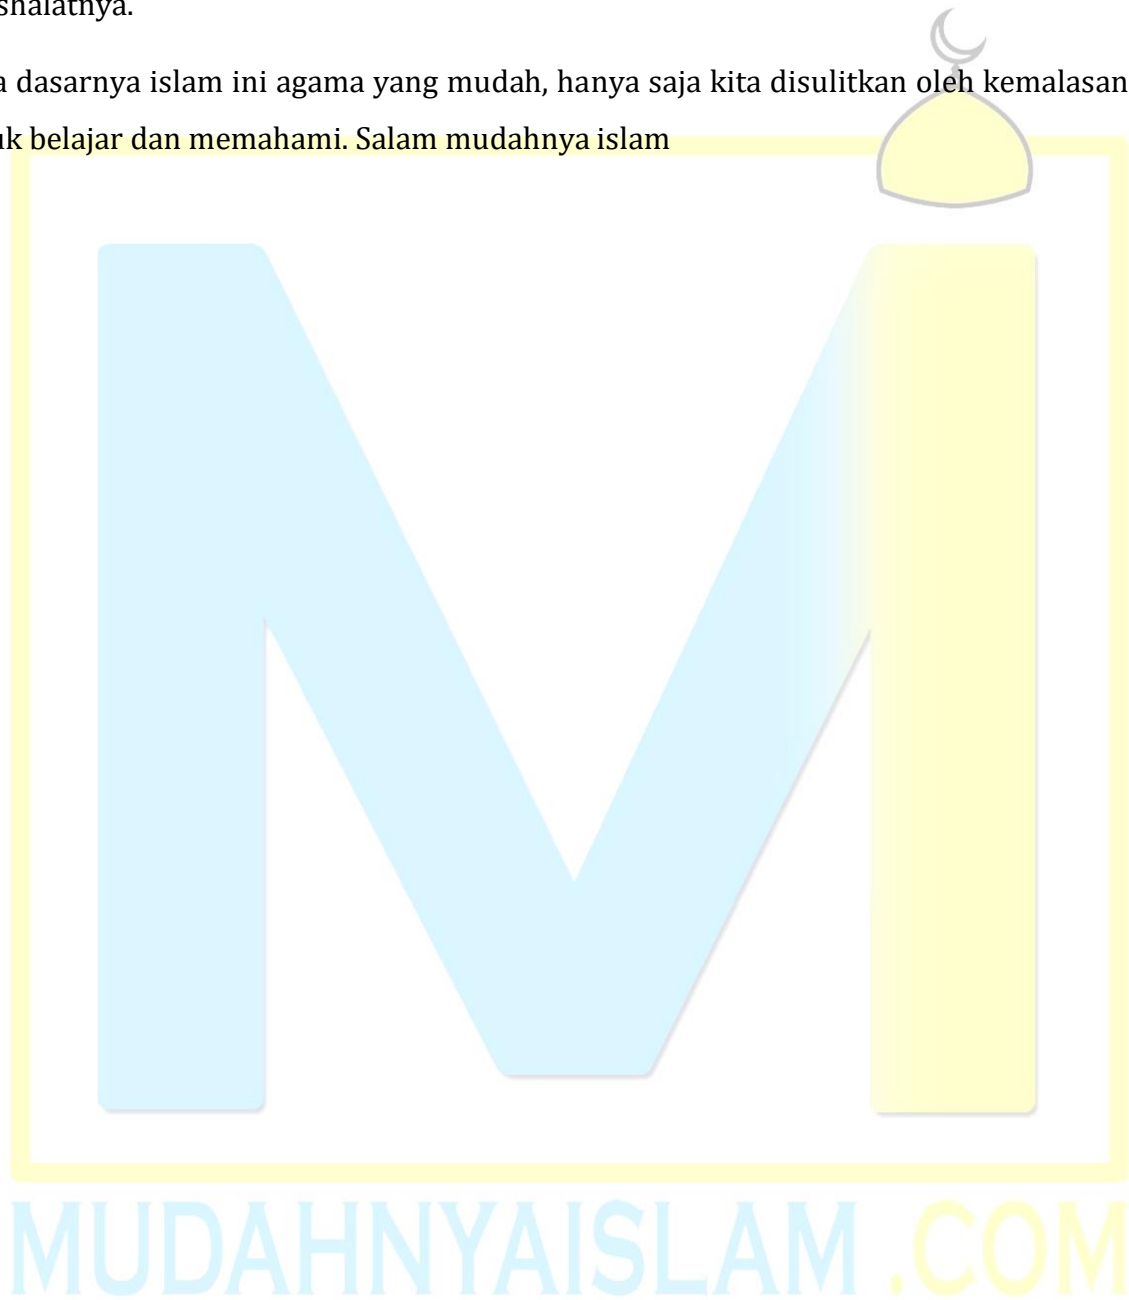 shalatnya.
a dasarnya islam ini agama yang mudah, hanya saja kita disulitkan oleh kemalasan
uk belajar dan memahami. Salam mudahnya islam
MUDAHNYAISLAM .COM